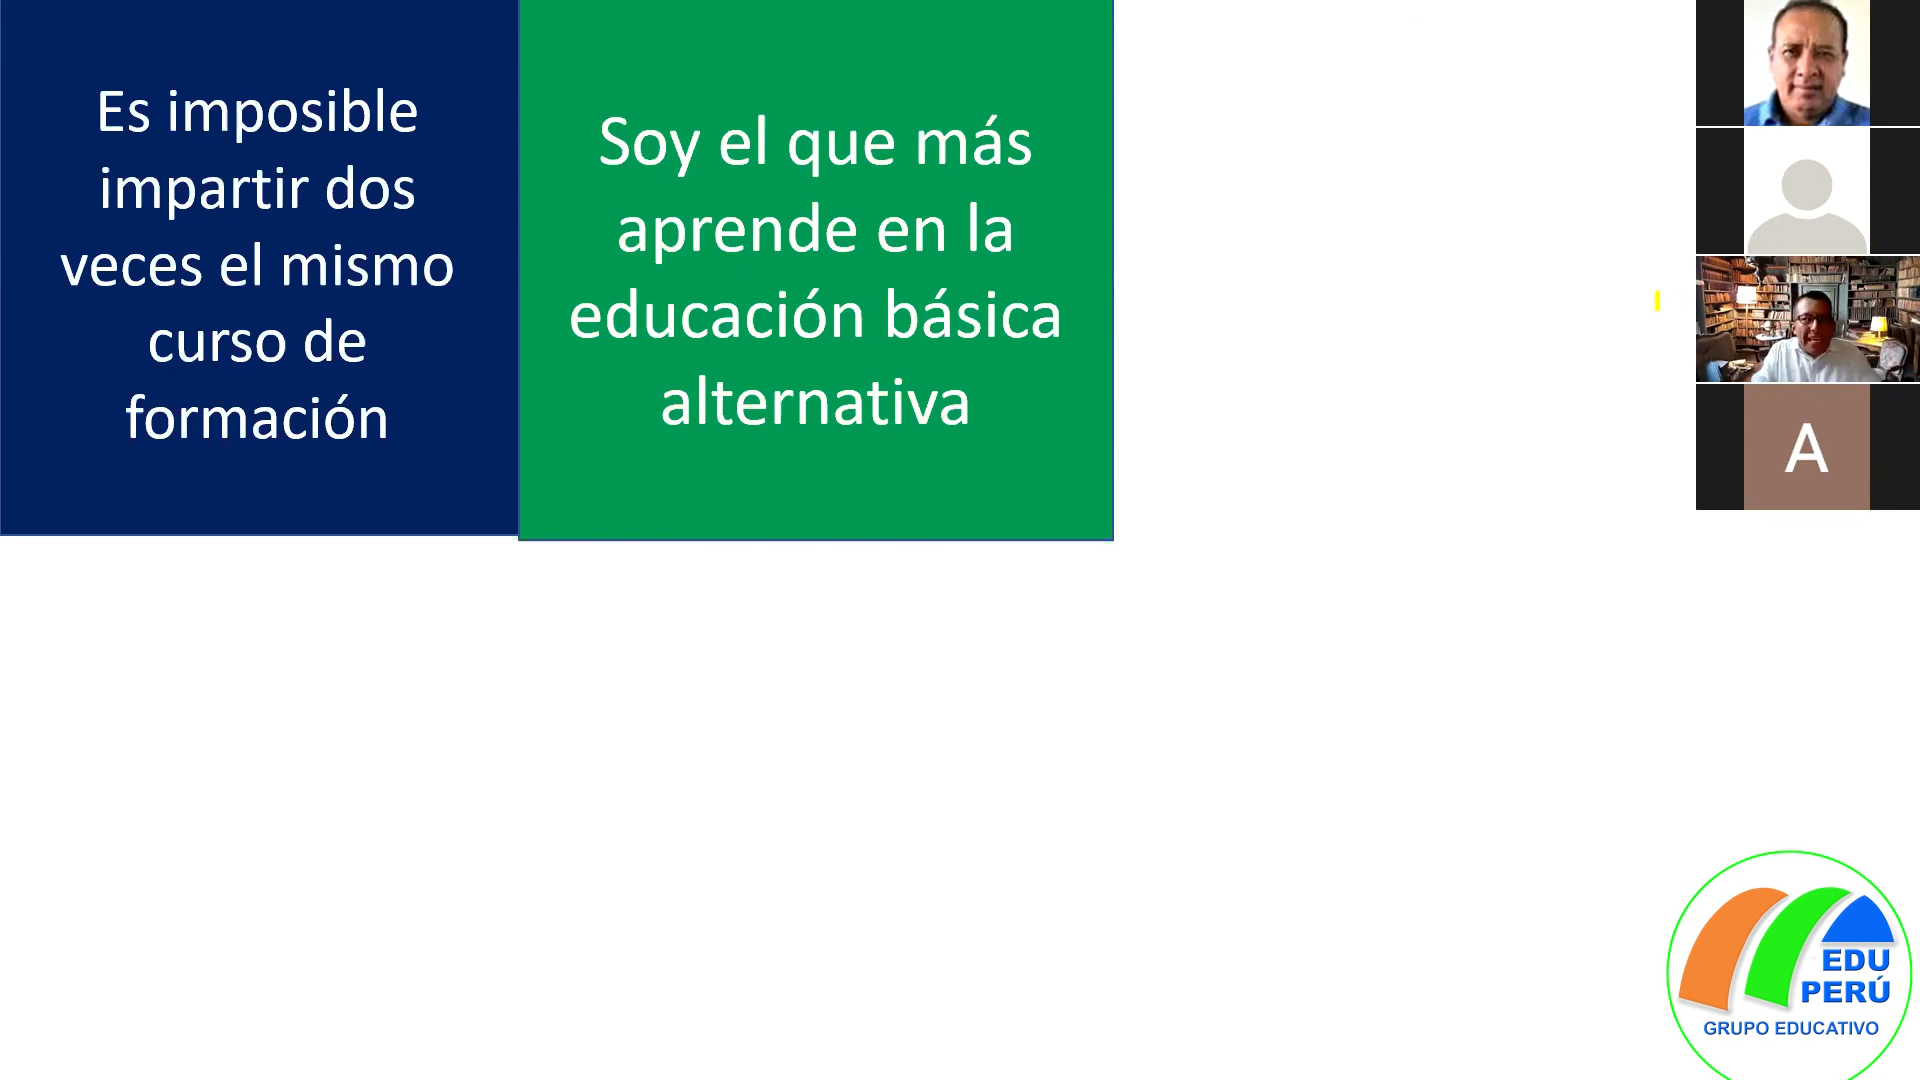 Es imposible
impartir dos
veces el mismo
curso de
formación
Soy el que más
aprende en la
educación básica
alternativa
A
EDU
PERÚ
GRUPO EDUCATIVO